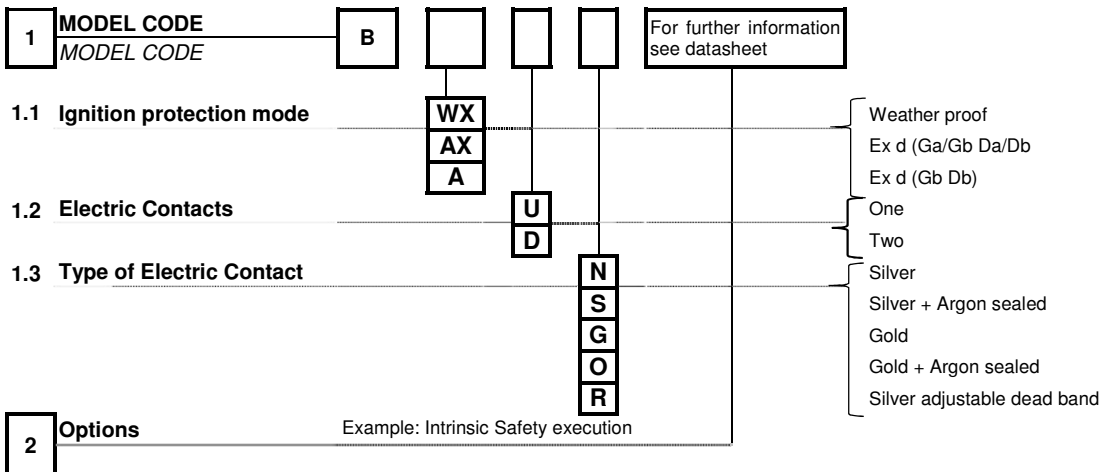 1 MODEL CODE B For further information
MODEL CODE see datasheet
1.1 Ignition protection mode WX Weather proof
AX Ex d (Ga/Gb Da/Db
A Ex d (Gb Db)
1.2 Electric Contacts U One
D Two
1.3 Type of Electric Contact N Silver
S Silver + Argon sealed
G Gold
O Gold + Argon sealed
R Silver adjustable dead band
2 Options Example: Intrinsic Safety execution